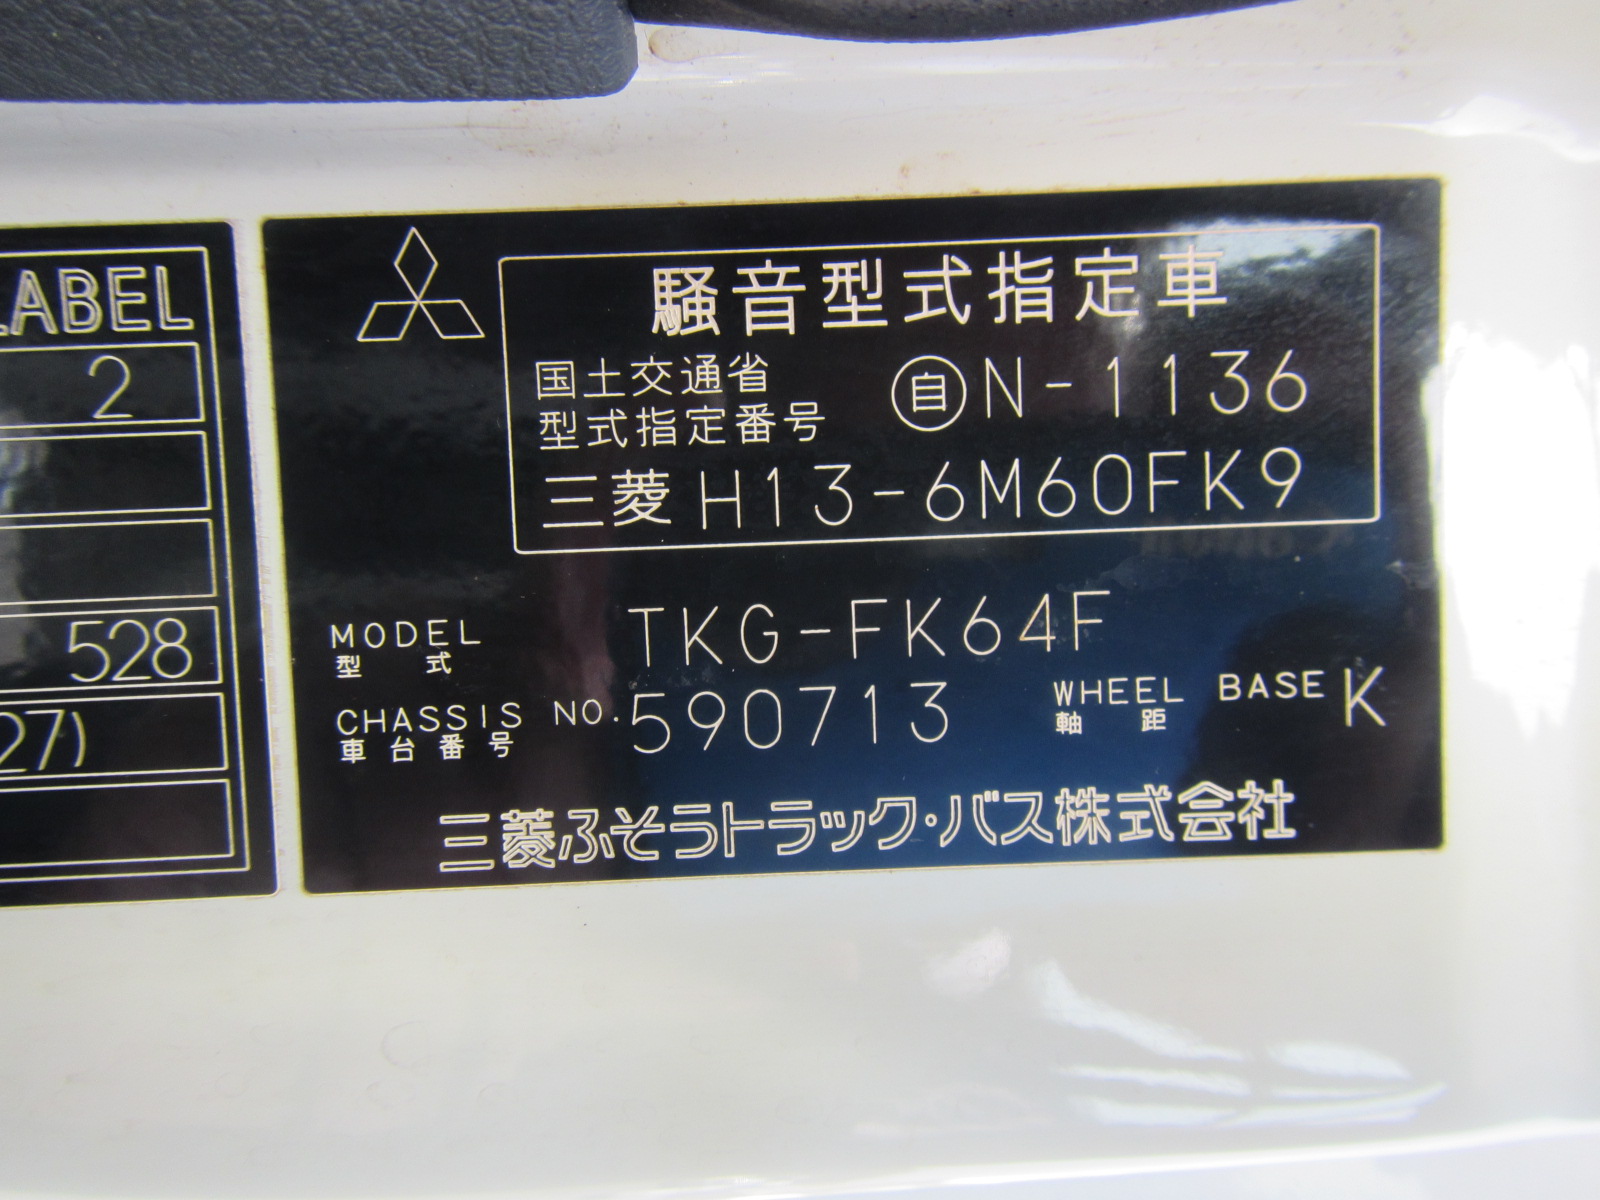 LABEL
2
528
27)
騒音型式指定車
国土交通省
型式指定番号
自N-1136
三菱 H13-6M60FK9
MODEL
型式
TKG-FK64F
CHASSIS NO.
車台番号
590713
WHEEL BASE
軸距
K
三菱ふそうトラック・バス株式会社